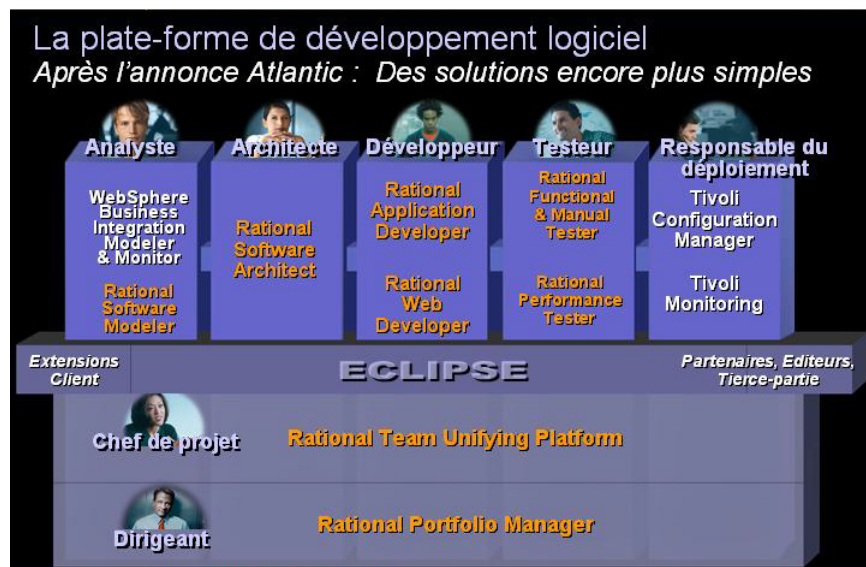 La plate-forme de développement logiciel
Après l'annonce Atlantic : Des solutions encore plus simples
Analyste
WebSphere
Business
Integration
Modeler
& Monitor
Rational
Software
Modeler
Architecte
Rational
Software
Architect
Développeur
Rational
Application
Developer
Rational
Web
Developer
Testeur
Rational
Functional
& Manual
Tester
Rational
Performance
Tester
Responsable du
déploiement
Tivoli
Configuration
Manager
Tivoli
Monitoring
Extensions
Client
ECLIPSE
Partenaires, Editeurs,
Tierce-partie
Chef de projet
Rational Team Unifying Platform
Dirigeant
Rational Portfolio Manager